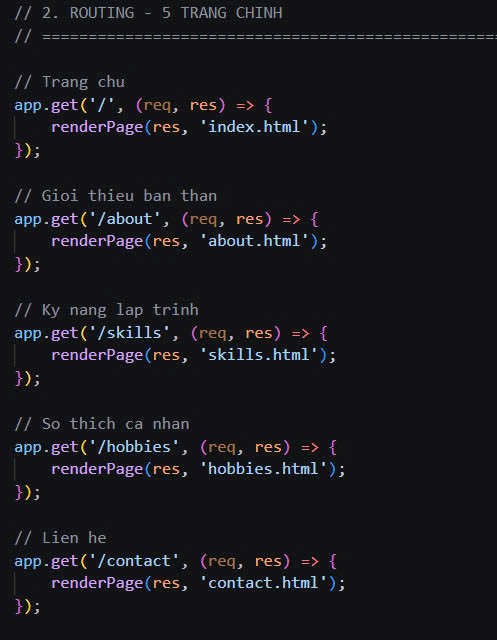 // 2. ROUTING - 5 TRANG CHINH
// ==================================================
// Trang chu
app.get('/', (req, res) => {
    renderPage(res, 'index.html');
});
// Gioi thieu ban than
app.get('/about', (req, res) => {
    renderPage(res, 'about.html');
});
// Ky nang lap trinh
app.get('/skills', (req, res) => {
    renderPage(res, 'skills.html');
});
// So thich ca nhan
app.get('/hobbies', (req, res) => {
    renderPage(res, 'hobbies.html');
});
// Lien he
app.get('/contact', (req, res) => {
    renderPage(res, 'contact.html');
});